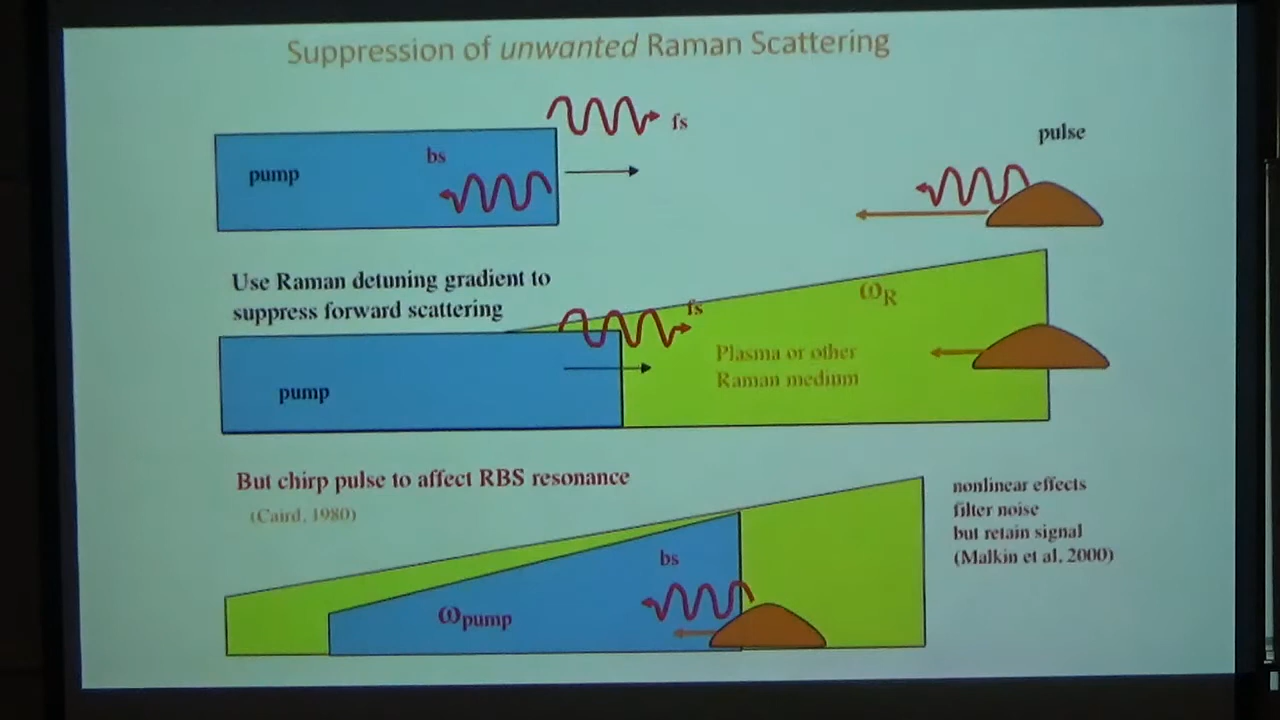 Suppression of unwanted Raman Scattering
fs
pulse
bs
pump
Use Raman detuning gradient to
suppress forward scattering
fs
ωR
Plasma or other
Raman medium
pump
But chirp pulse to affect RBS resonance
(Caird, 1980)
nonlinear effects
filter noise
but retain signal
(Malkin et al, 2000)
bs
ωpump